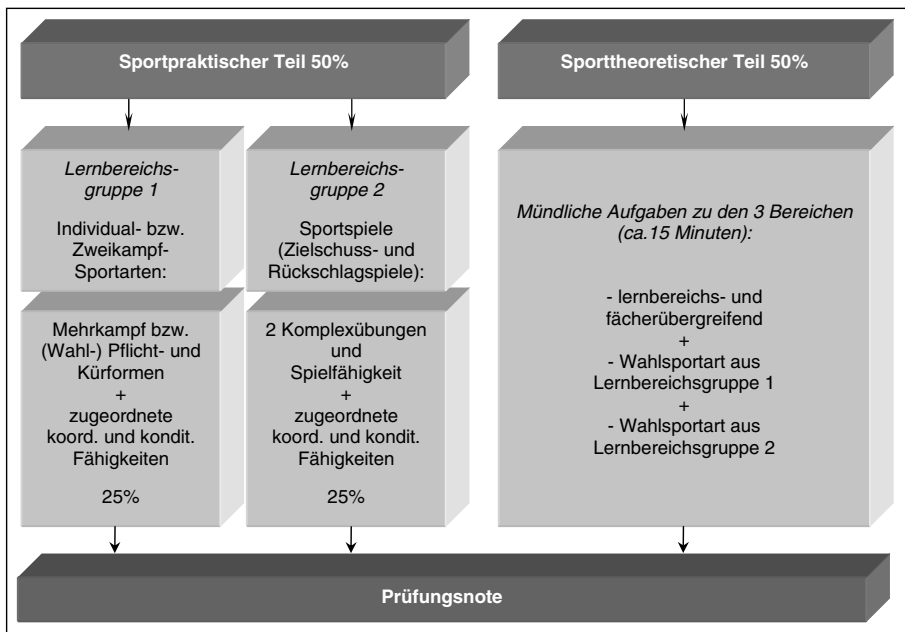 Sportpraktischer Teil 50%
Sporttheoretischer Teil 50%
Lernbereichs-
gruppe 1
Individual- bzw.
Zweikampf-
Sportarten:
Mehrkampf bzw.
(Wahl-) Pflicht- und
Kürformen
+
zugeordnete
koord. und kondit.
Fähigkeiten
25%
Lernbereichs-
gruppe 2
Sportspiele
(Zielschuss- und
Rückschlagspiele):
2 Komplexübungen
und
Spielfähigkeit
+
zugeordnete
koord. und kondit.
Fähigkeiten
25%
Mündliche Aufgaben zu den 3 Bereichen
(ca.15 Minuten):
- lernbereichs- und
fächerübergreifend
+
- Wahlsportart aus
Lernbereichsgruppe 1
+
- Wahlsportart aus
Lernbereichsgruppe 2
Prüfungsnote